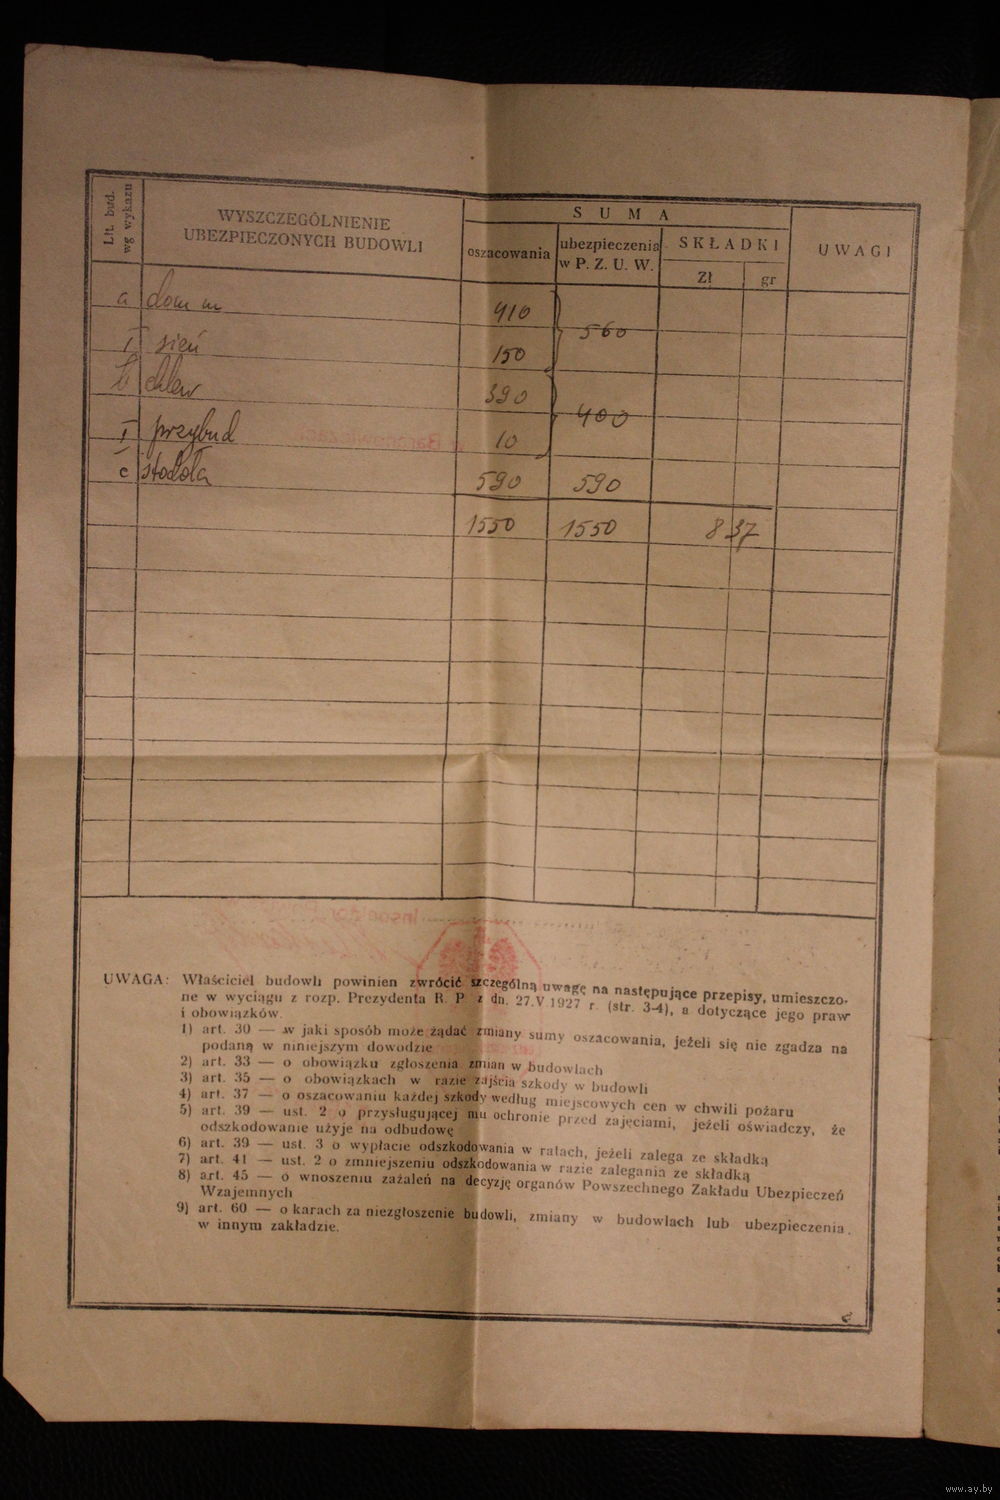 Lit. bud. wg wykazu
WYSZCZEGÓLNIENIE
UBEZPIECZONYCH BUDOWLI
SUMA
oszacowania
ubezpieczenia
w P. Z. U. W.
SKŁADKI
Zł
gr
UWAGI
a dom m 410
560
I sień 150
b chlew 390
400
I przybud 10
c stodoła 590 590
1550 1550 8 37
UWAGA: Właściciel budowli powinien zwrócić szczególną uwagę na następujące przepisy, umieszczo-
ne w wyciągu z rozp. Prezydenta R. P. z dn. 27.V.1927 r. (str. 3-4), a dotyczące jego praw
i obowiązków.
1) art. 30 — w jaki sposób może żądać zmiany sumy oszacowania, jeżeli się nie zgadza na
podaną w niniejszym dowodzie
2) art. 33 — o obowiązku zgłoszenia zmian w budowlach
3) art. 35 — o obowiązkach w razie zajścia szkody w budowli
4) art. 37 — o oszacowaniu każdej szkody według miejscowych cen w chwili pożaru
5) art. 39 — ust. 2 o przysługującej mu ochronie przed zajęciami, jeżeli oświadczy, że
odszkodowanie użyje na odbudowę
6) art. 39 — ust. 3 o wypłacie odszkodowania w ratach, jeżeli zalega ze składką
7) art. 41 — ust. 2 o zmniejszeniu odszkodowania w razie zalegania ze składką
8) art. 45 — o wnoszeniu zażaleń na decyzję organów Powszechnego Zakładu Ubezpieczeń
Wzajemnych
9) art. 60 — o karach za niezgłoszenie budowli, zmiany w budowlach lub ubezpieczenia
w innym zakładzie.
www.ay.by